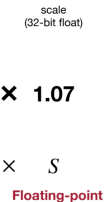 scale
(32-bit float)
× 1.07
× S
Floating-point